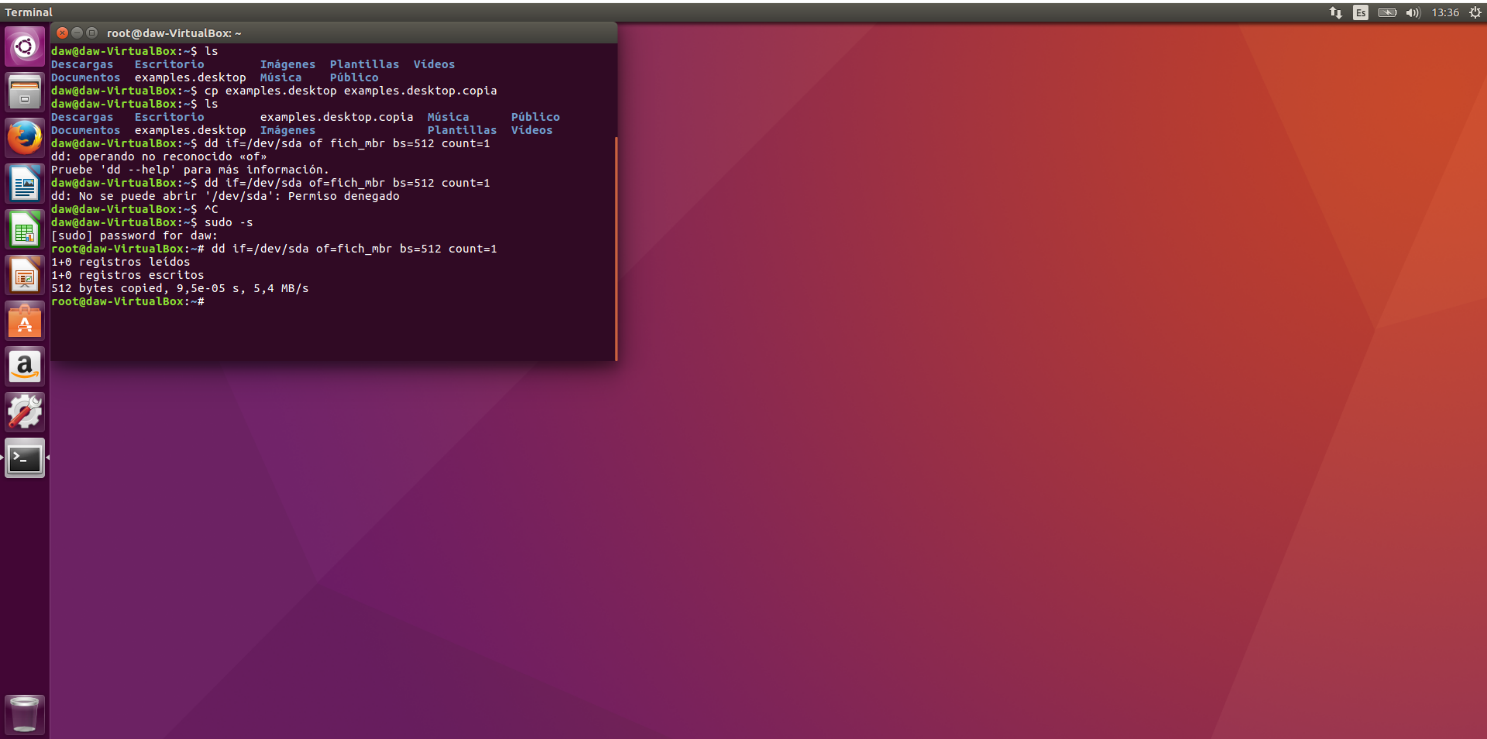 Terminal
Es
13:36
root@daw-VirtualBox: ~
daw@daw-VirtualBox:~$ ls
Descargas Escritorio Imágenes Plantillas Vídeos
Documentos examples.desktop Música Público
daw@daw-VirtualBox:~$ cp examples.desktop examples.desktop.copia
daw@daw-VirtualBox:~$ ls
Descargas Escritorio examples.desktop.copia Música Público
Documentos examples.desktop Imágenes Plantillas Vídeos
daw@daw-VirtualBox:~$ dd if=/dev/sda of fich_mbr bs=512 count=1
dd: operando no reconocido «of»
Pruebe 'dd --help' para más información.
daw@daw-VirtualBox:~$ dd if=/dev/sda of=fich_mbr bs=512 count=1
dd: No se puede abrir '/dev/sda': Permiso denegado
daw@daw-VirtualBox:~$ ^C
daw@daw-VirtualBox:~$ sudo -s
[sudo] password for daw:
root@daw-VirtualBox:~# dd if=/dev/sda of=fich_mbr bs=512 count=1
1+0 registros leídos
1+0 registros escritos
512 bytes copied, 9,5e-05 s, 5,4 MB/s
root@daw-VirtualBox:~#